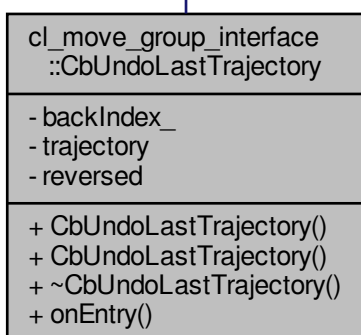 cl_move_group_interface
::CbUndoLastTrajectory
- backIndex_
- trajectory
- reversed
+ CbUndoLastTrajectory()
+ CbUndoLastTrajectory()
+ ~CbUndoLastTrajectory()
+ onEntry()